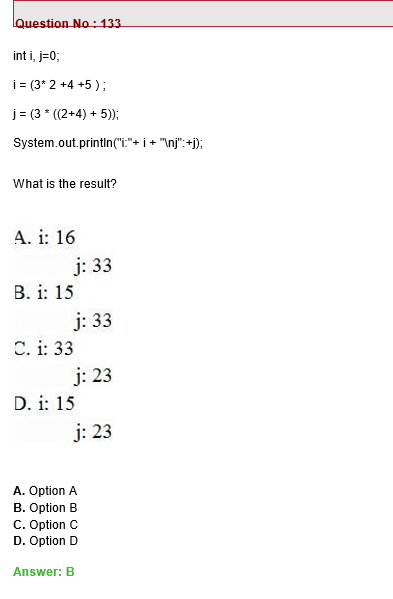 Question No : 133
int i, j=0;
i = (3* 2 +4 +5 ) ;
j = (3 * ((2+4) + 5));
System.out.println("i:"+ i + "\nj":+j);
What is the result?
A. i: 16
j: 33
B. i: 15
j: 33
C. i: 33
j: 23
D. i: 15
j: 23
A. Option A
B. Option B
C. Option C
D. Option D
Answer: B